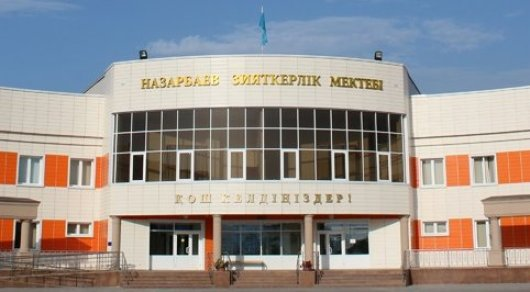 НАЗАРБАЕВ ЗИЯТКЕРЛІК МЕКТЕБІ
ҚОШ КЕЛДІҢІЗДЕР!